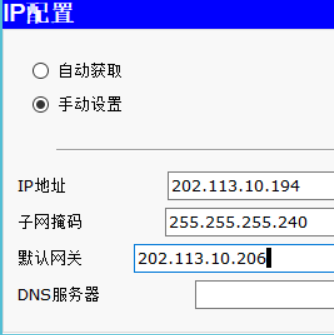 IP配置
自动获取
手动设置
IP地址 202.113.10.194
子网掩码 255.255.255.240
默认网关 202.113.10.206
DNS服务器